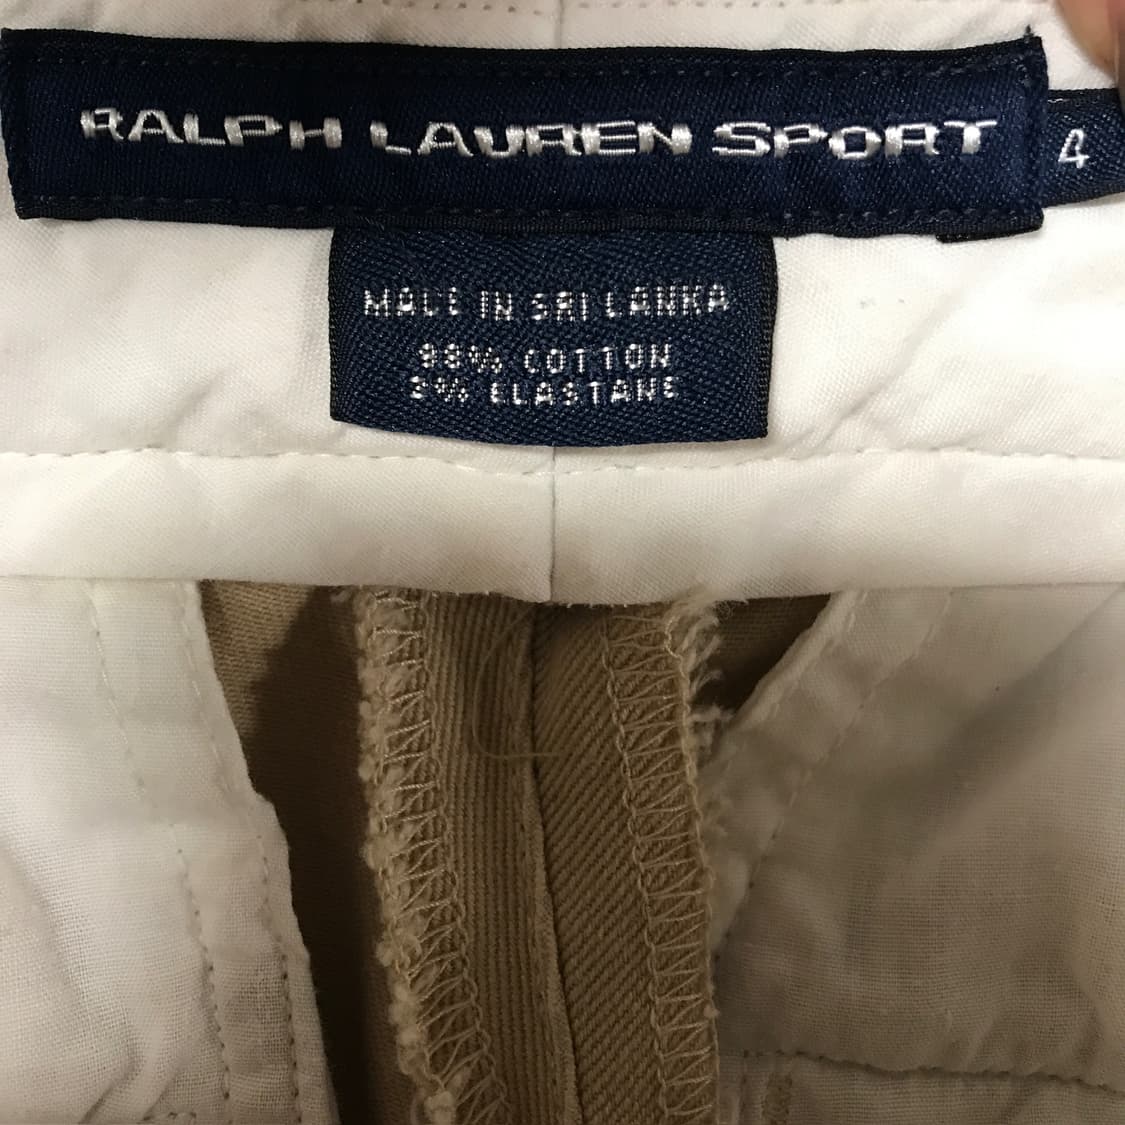 RALPH LAUREN SPORT
4
MADE IN SRI LANKA
98% COTTON
2% ELASTANE